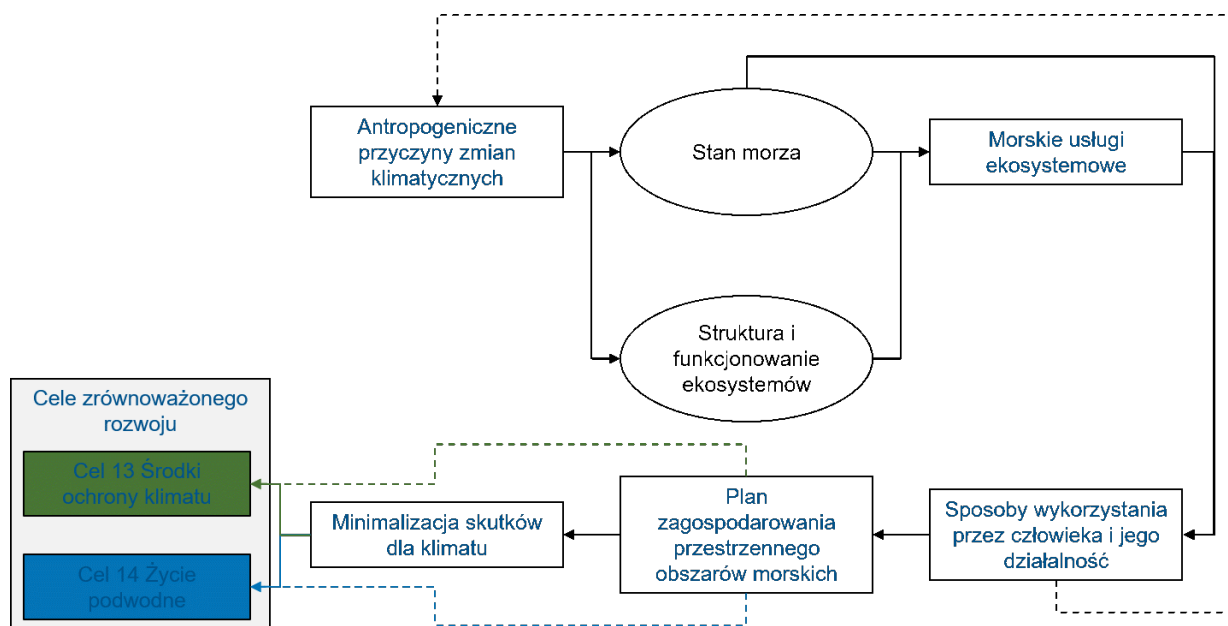 Antropogeniczne
przyczyny zmian
klimatycznych
Stan morza
Morskie usługi
ekosystemowe
Struktura i
funkcjonowanie
ekosystemów
Cele zrównoważonego
rozwoju
Cel 13 Środki
ochrony klimatu
Cel 14 Życie
podwodne
Minimalizacja skutków
dla klimatu
Plan
zagospodarowania
przestrzennego
obszarów morskich
Sposoby wykorzystania
przez człowieka i jego
działalność